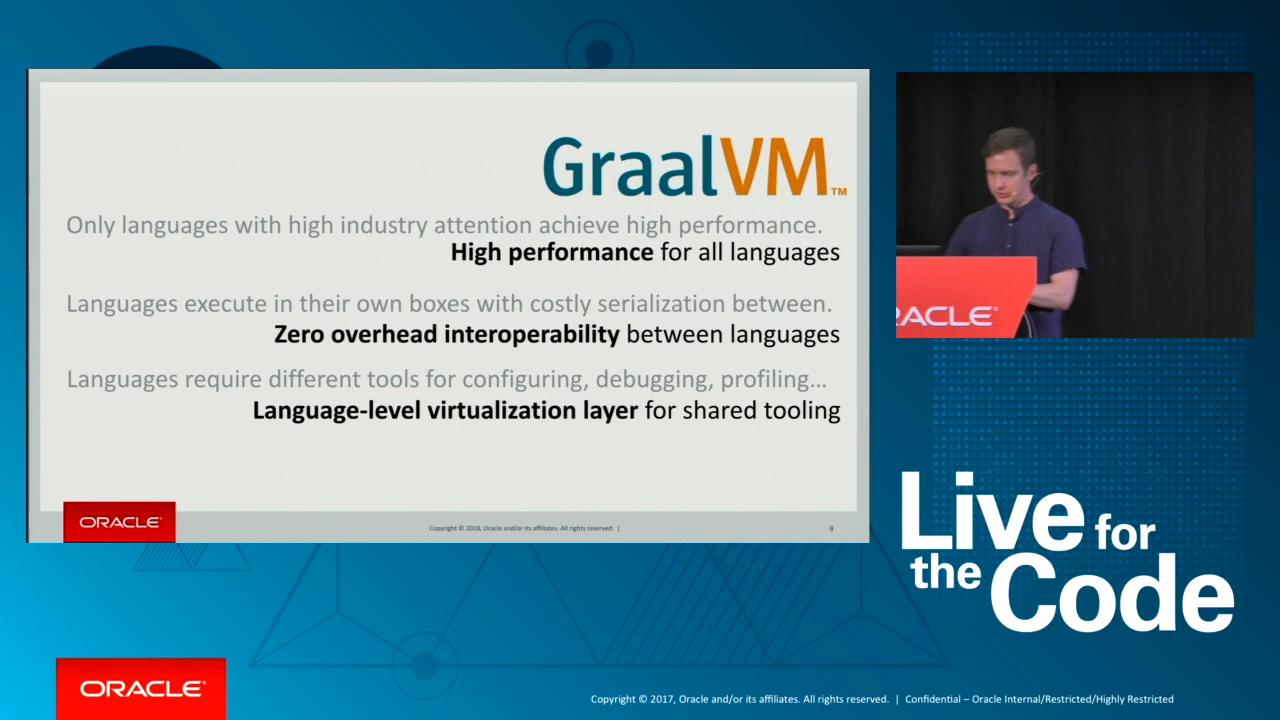 GraalVM™
Only languages with high industry attention achieve high performance.
High performance for all languages
Languages execute in their own boxes with costly serialization between.
Zero overhead interoperability between languages
Languages require different tools for configuring, debugging, profiling...
Language-level virtualization layer for shared tooling
ORACLE®
Copyright © 2018, Oracle and/or its affiliates. All rights reserved. |
8
ACLE®
Live for
the Code
ORACLE®
Copyright © 2017, Oracle and/or its affiliates. All rights reserved. | Confidential – Oracle Internal/Restricted/Highly Restricted